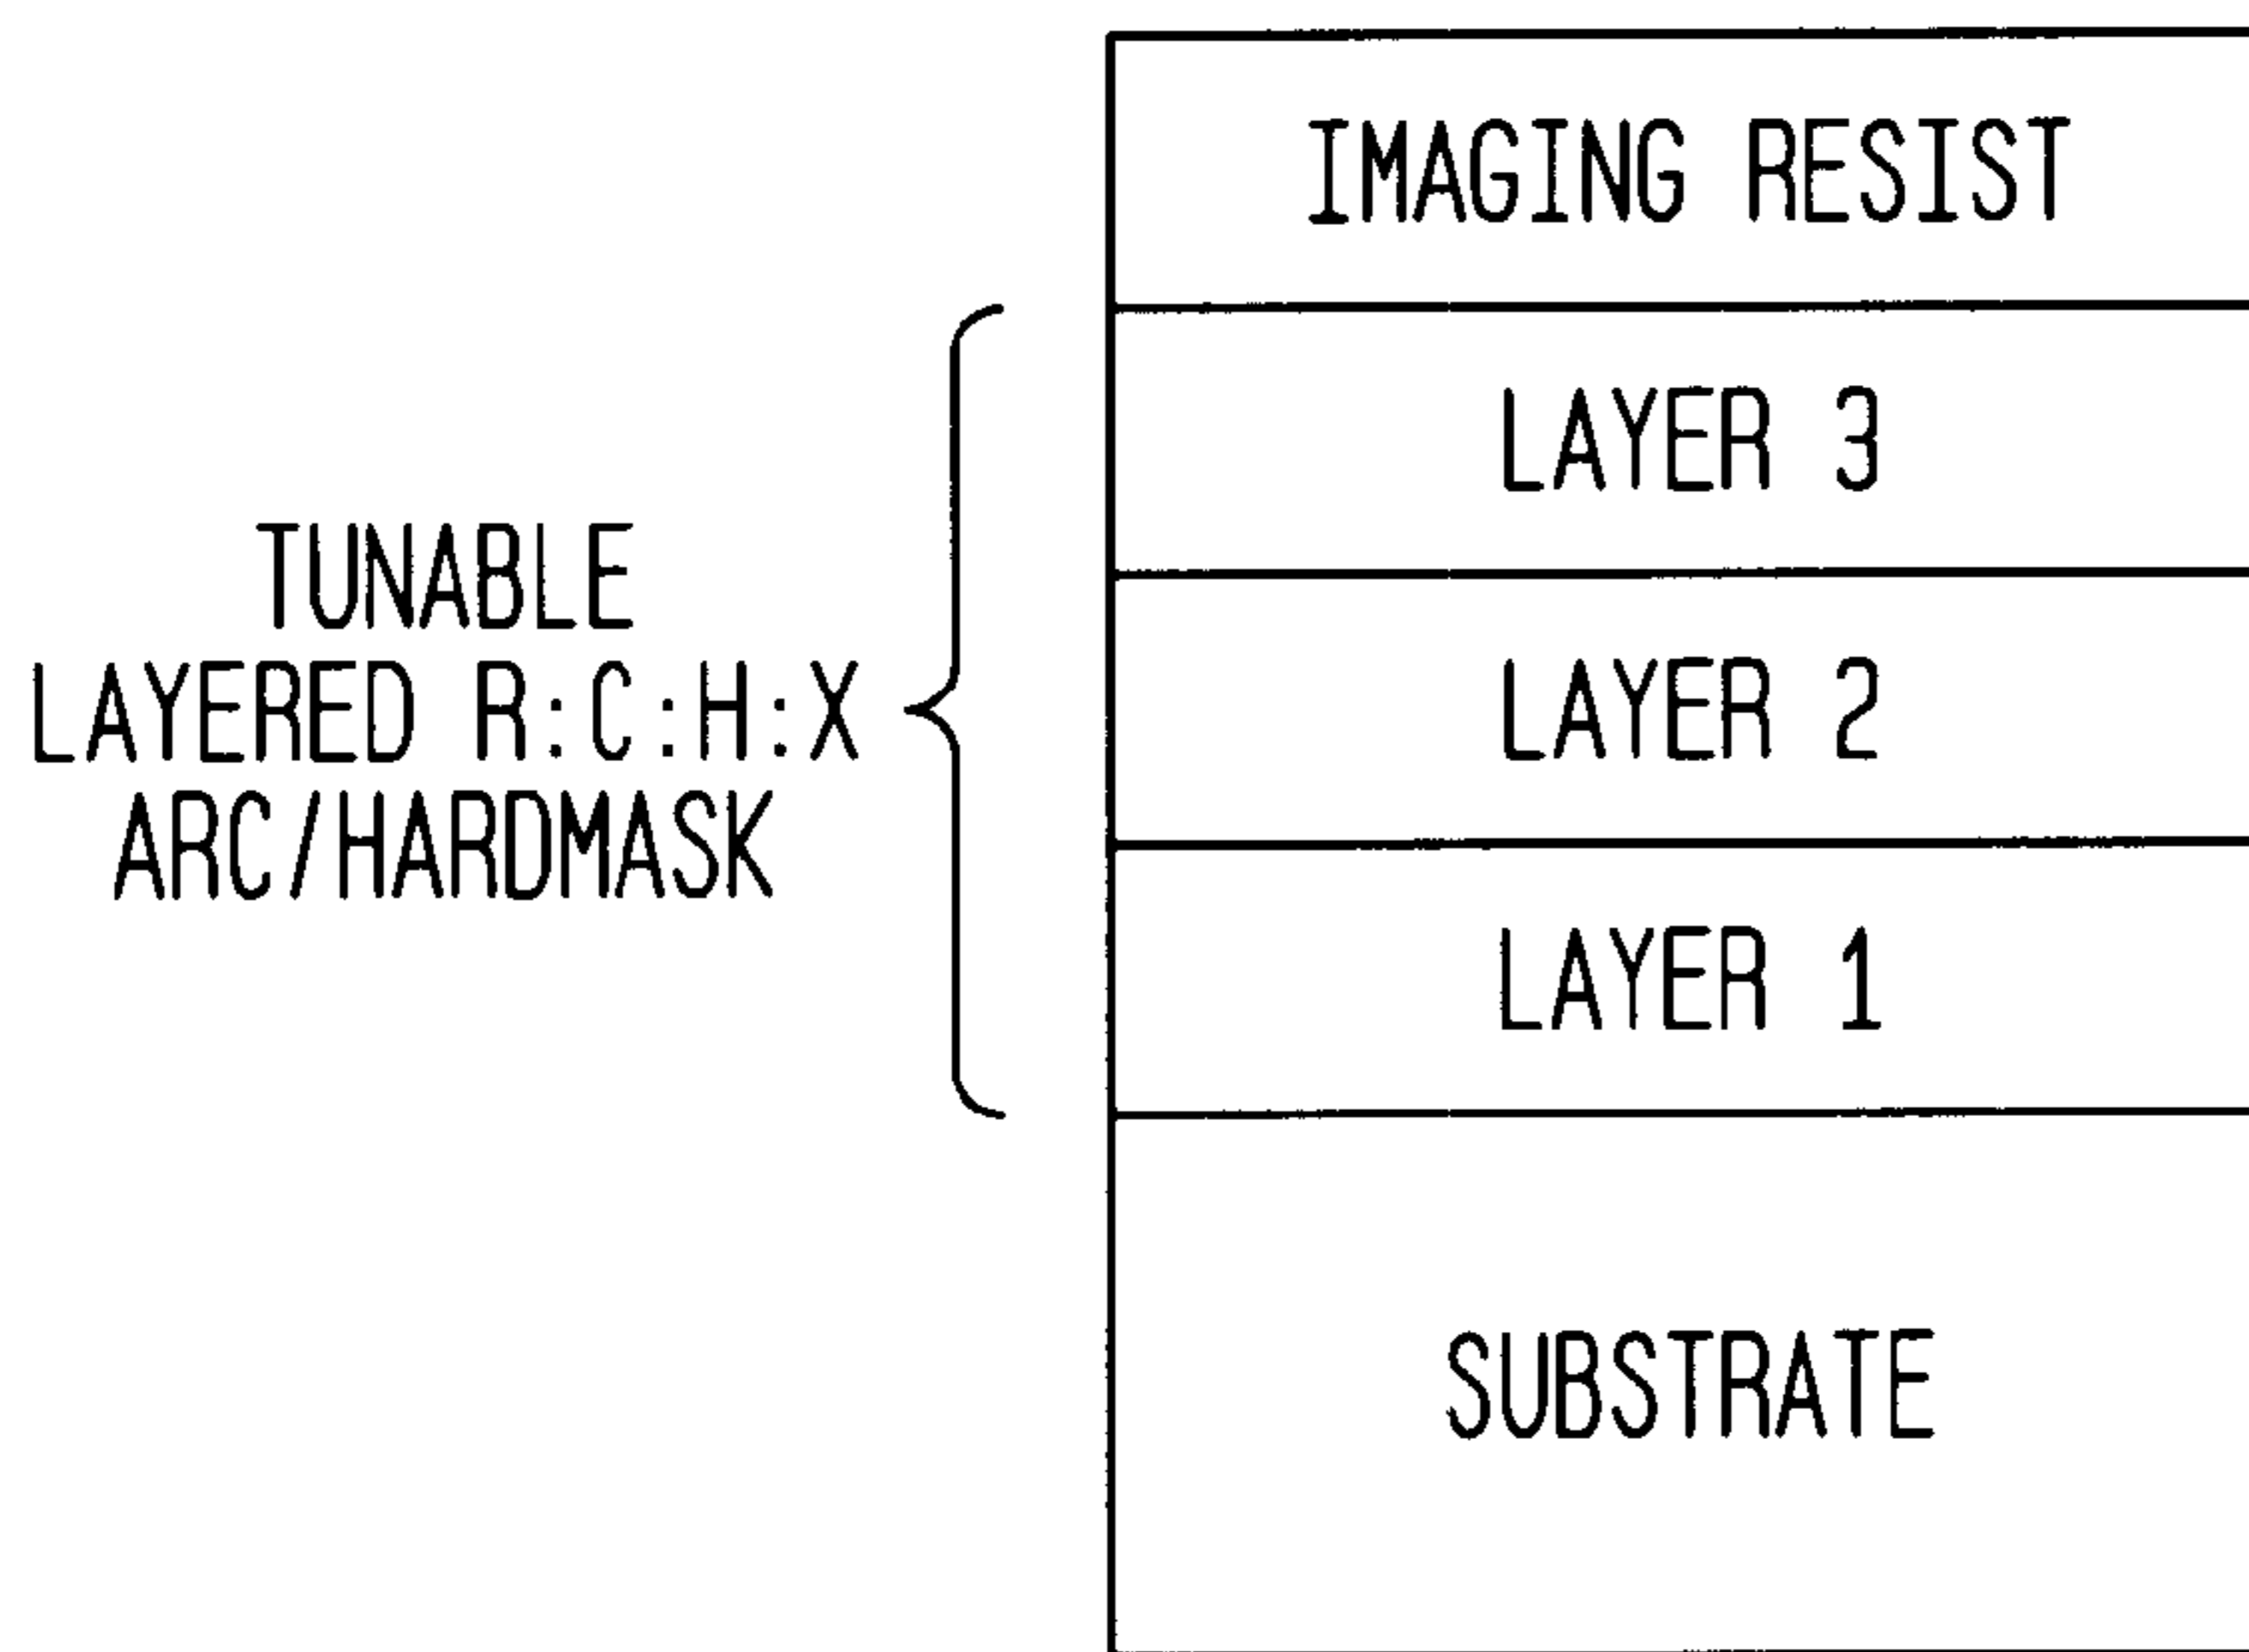 IMAGING RESIST
LAYER 3
TUNABLE
LAYERED R:C:H:X
ARC/HARDMASK
LAYER 2
LAYER 1
SUBSTRATE